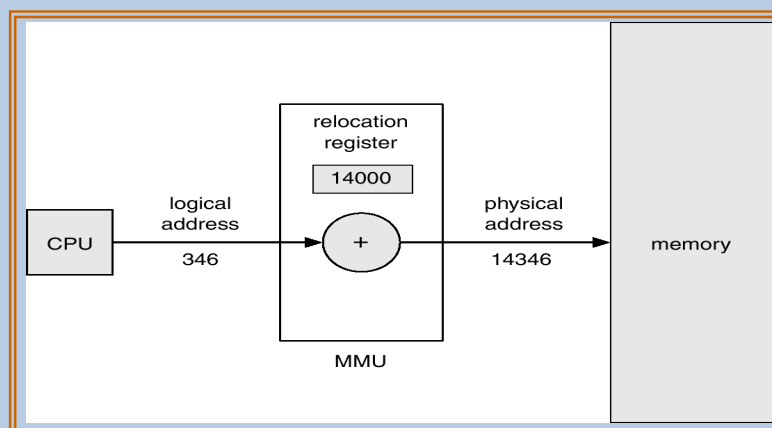 relocation
register
14000
logical
address
346
CPU
+
physical
address
14346
memory
MMU